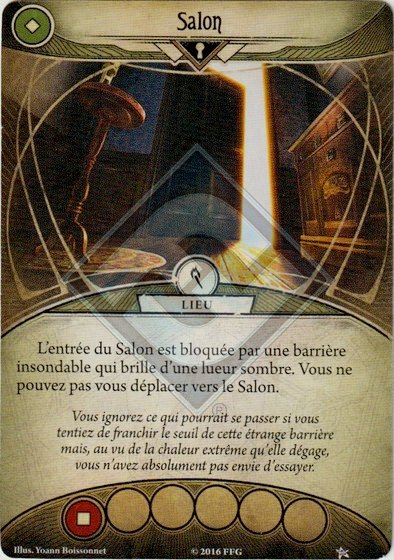 Salon
LIEU
L'entrée du Salon est bloquée par une barrière
insondable qui brille d'une lueur sombre. Vous ne
pouvez pas vous déplacer vers le Salon.
Vous ignorez ce qui pourrait se passer si vous
tentiez de franchir le seuil de cette étrange barrière
mais, au vu de la chaleur extrême qu'elle dégage,
vous n'avez absolument pas envie d'essayer.
®
Illus. Yoann Boissonnet
© 2016 FFG